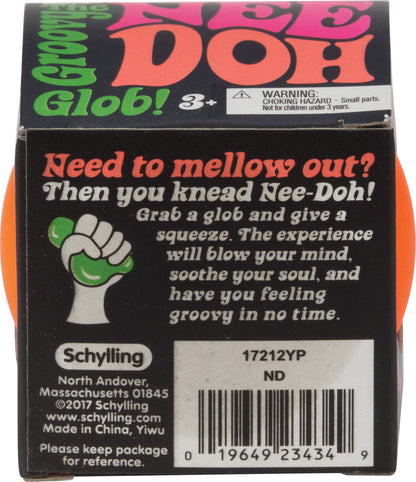 The
Groovy
Glob!
NEE
DOH
3+
WARNING:
CHOKING HAZARD - Small parts.
Not for children under 3 years.
Need to mellow out?
Then you knead Nee-Doh!
Grab a glob and give a
squeeze. The experience
will blow your mind,
soothe your soul, and
have you feeling
groovy in no time.
Schylling
North Andover,
Massachusetts 01845
©2017 Schylling
www.schylling.com
Made in China, Yiwu
Please keep package
for reference.
17212YP
ND
0 19649 23434 9